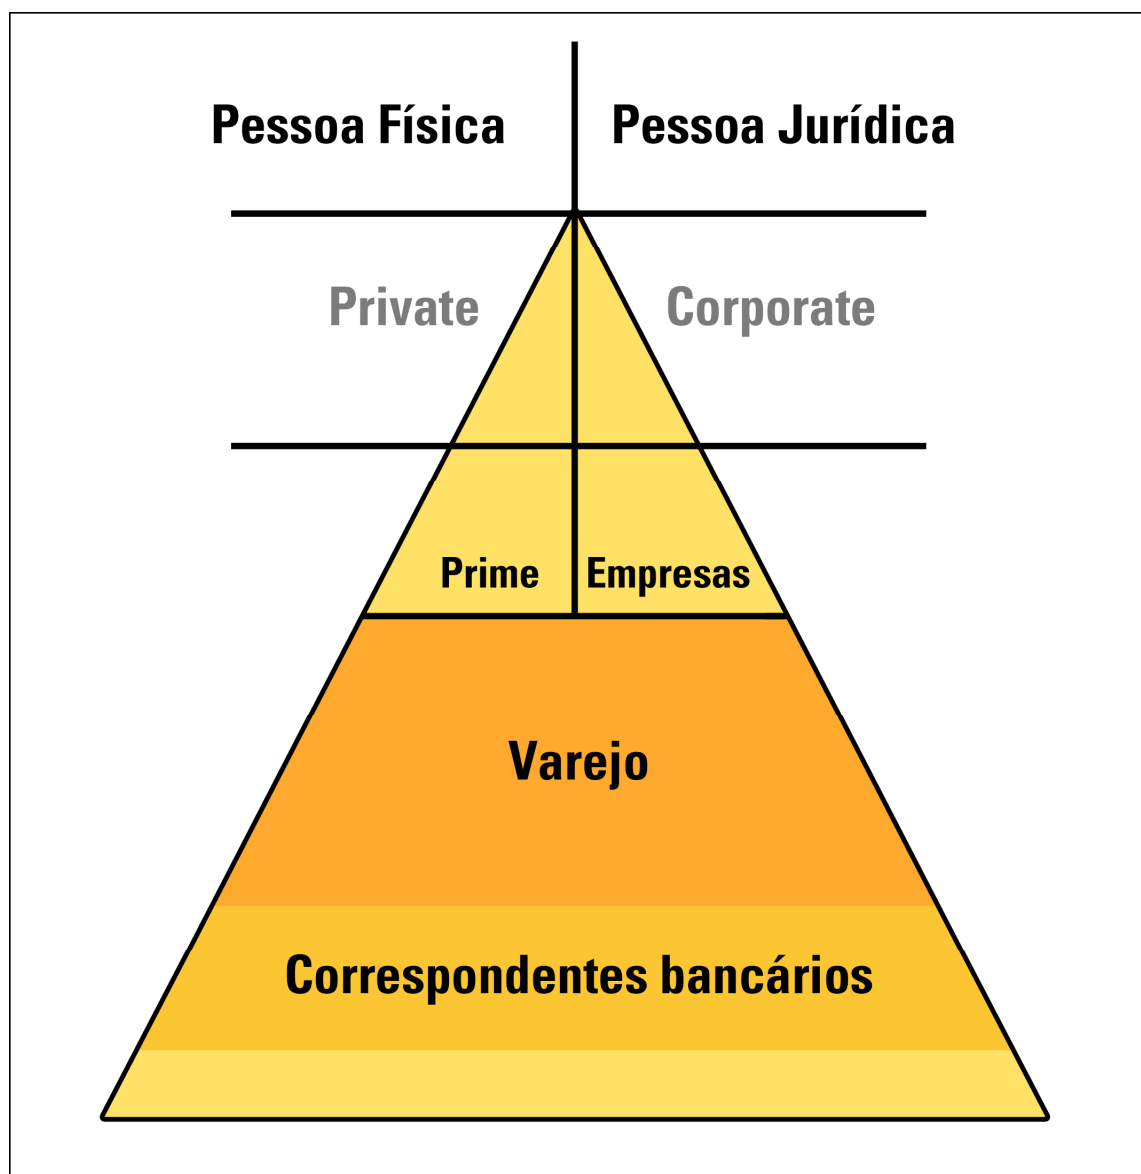 Pessoa Física
Pessoa Jurídica
Private
Corporate
Prime
Empresas
Varejo
Correspondentes bancários